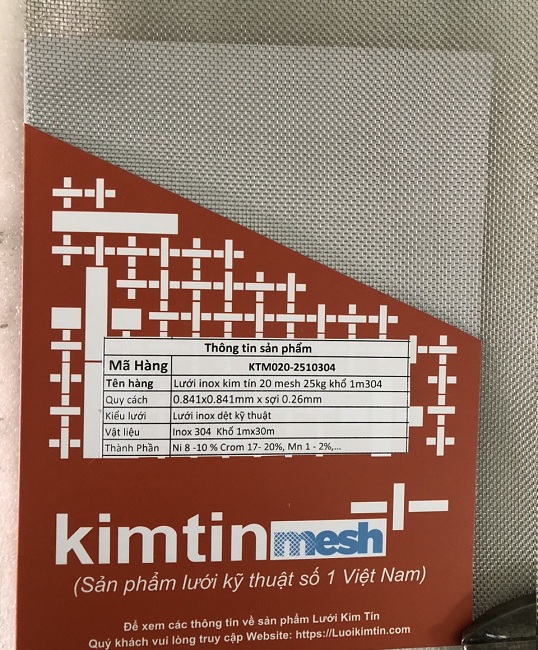 Thông tin sản phẩm
Mã Hàng KTM020-2510304
Tên hàng Lưới inox kim tín 20 mesh 25kg khổ 1m304
Quy cách 0.841x0.841mm x sợi 0.26mm
Kiểu lưới Lưới inox dệt kỹ thuật
Vật liệu Inox 304 Khổ 1mx30m
Thành Phần Ni 8 -10 % Crom 17- 20%, Mn 1 - 2%,...
kimtin mesh
(Sản phẩm lưới kỹ thuật số 1 Việt Nam)
Để xem các thông tin về sản phẩm Lưới Kim Tín
Quý khách vui lòng truy cập Website: https://Luoikimtin.com